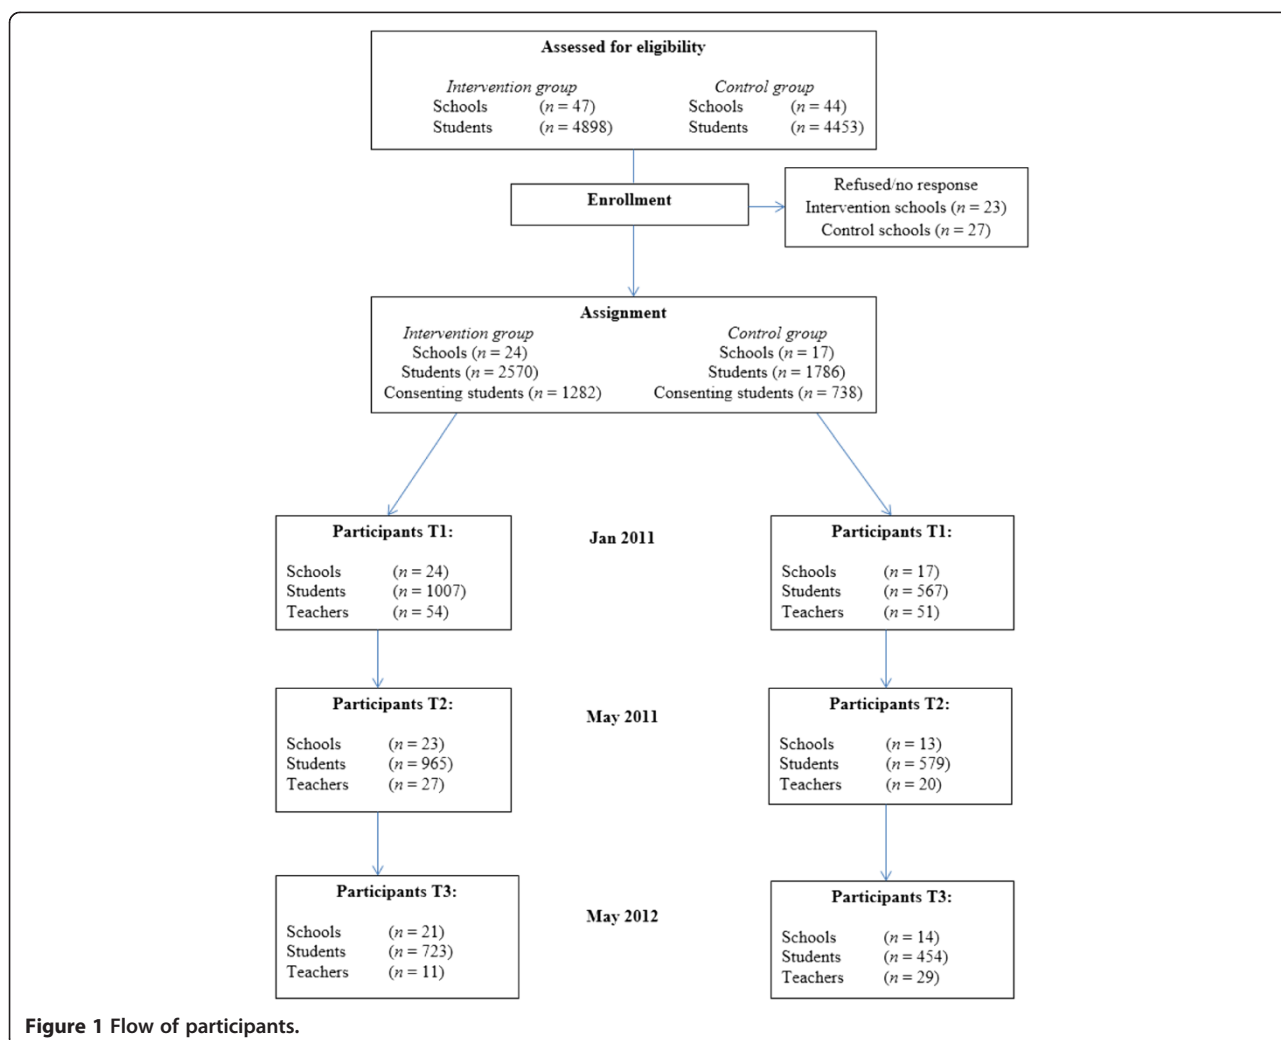 Assessed for eligibility
Intervention group Control group
Schools (n = 47) Schools (n = 44)
Students (n = 4898) Students (n = 4453)
Enrollment
Refused/no response
Intervention schools (n = 23)
Control schools (n = 27)
Assignment
Intervention group Control group
Schools (n = 24) Schools (n = 17)
Students (n = 2570) Students (n = 1786)
Consenting students (n = 1282) Consenting students (n = 738)
Participants T1:
Schools (n = 24)
Students (n = 1007)
Teachers (n = 54)
Jan 2011
Participants T1:
Schools (n = 17)
Students (n = 567)
Teachers (n = 51)
Participants T2:
Schools (n = 23)
Students (n = 965)
Teachers (n = 27)
May 2011
Participants T2:
Schools (n = 13)
Students (n = 579)
Teachers (n = 20)
Participants T3:
Schools (n = 21)
Students (n = 723)
Teachers (n = 11)
May 2012
Participants T3:
Schools (n = 14)
Students (n = 454)
Teachers (n = 29)
Figure 1 Flow of participants.